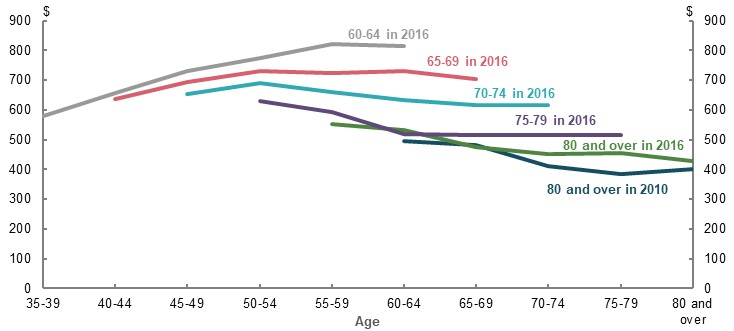 $ $
900 900
800 800
700 700
600 600
500 500
400 400
300 300
200 200
100 100
0 0
60-64 in 2016
65-69 in 2016
70-74 in 2016
75-79 in 2016
80 and over in 2016
80 and over in 2010
35-39 40-44 45-49 50-54 55-59 60-64 65-69 70-74 75-79 80 and
over
Age